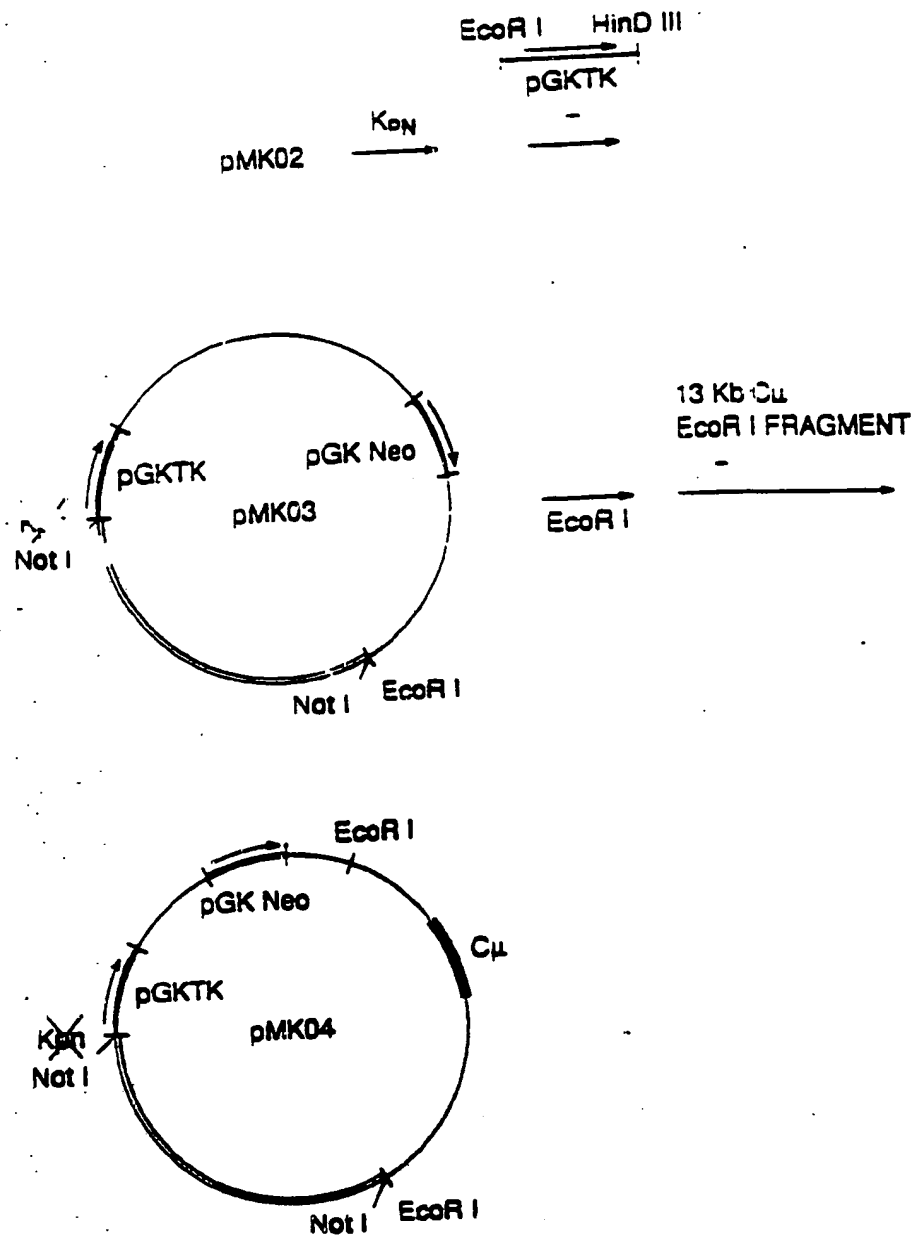 EcoR I HinD III
pGKTK
pMK02
KpN
pGKTK
pGK Neo
pMK03
Not I
Not I
EcoR I
EcoR I
13 Kb Cμ
EcoR I FRAGMENT
EcoR I
pGK Neo
Cμ
pGKTK
pMK04
Kpn
Not I
Not I
EcoR I